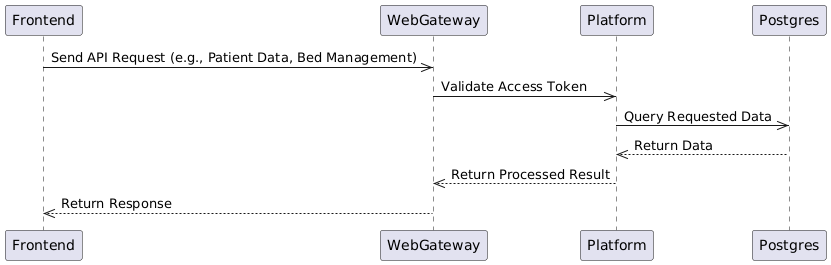 Frontend WebGateway Platform Postgres
Send API Request (e.g., Patient Data, Bed Management)
Validate Access Token
Query Requested Data
Return Data
Return Processed Result
Return Response
Frontend WebGateway Platform Postgres